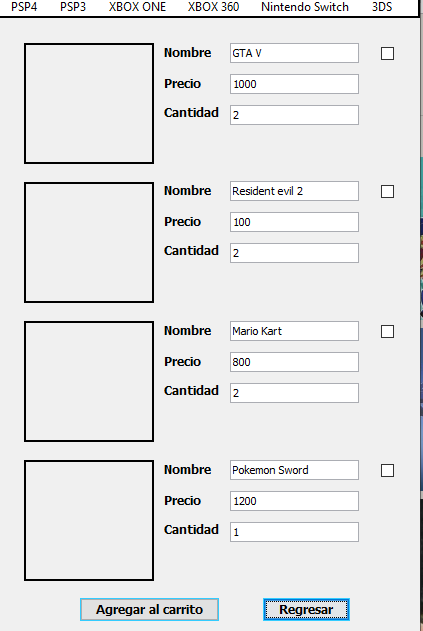 PSP4 PSP3 XBOX ONE XBOX 360 Nintendo Switch 3DS
Nombre GTA V
Precio 1000
Cantidad 2
Nombre Resident evil 2
Precio 100
Cantidad 2
Nombre Mario Kart
Precio 800
Cantidad 2
Nombre Pokemon Sword
Precio 1200
Cantidad 1
Agregar al carrito Regresar